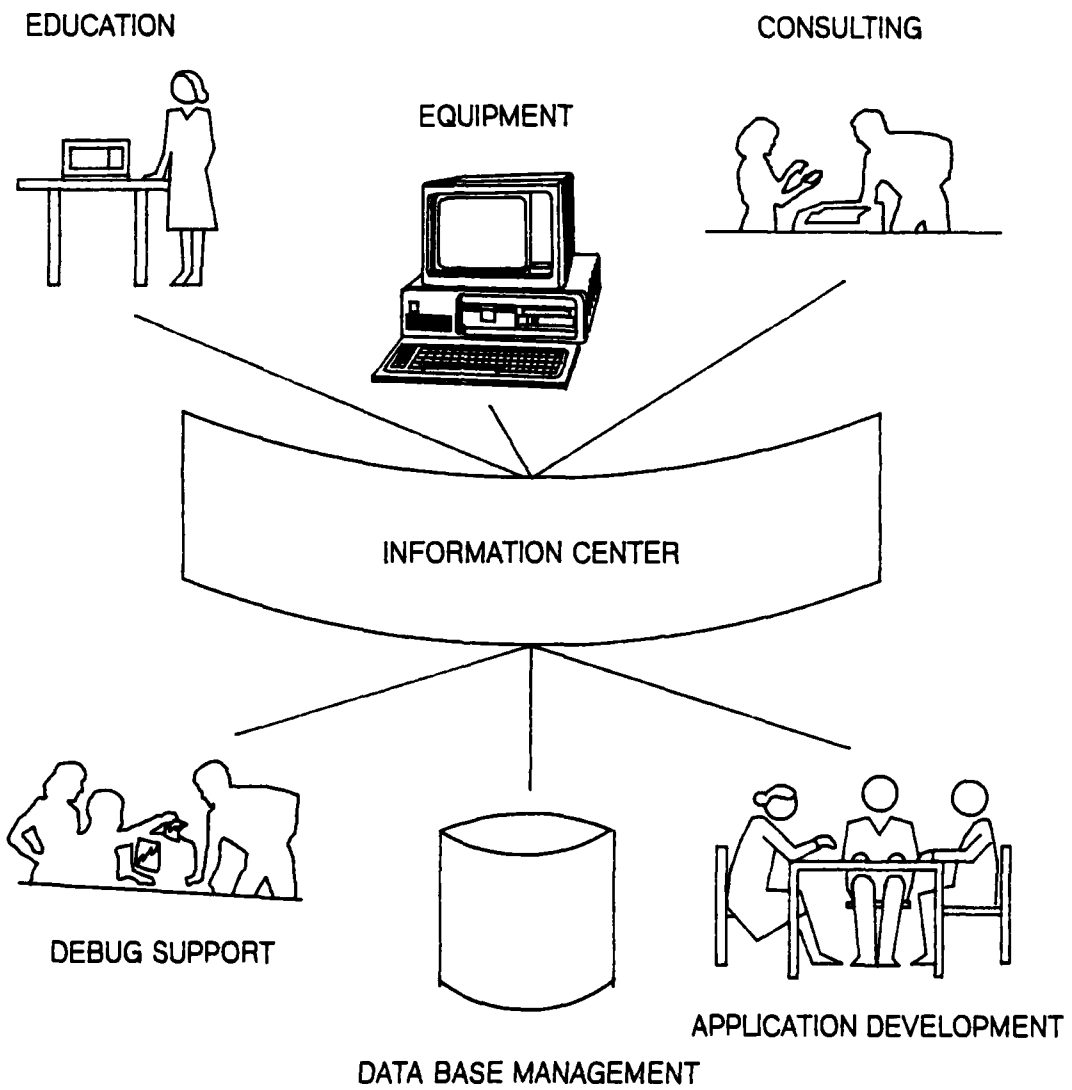 EDUCATION
CONSULTING
EQUIPMENT
INFORMATION CENTER
DEBUG SUPPORT
APPLICATION DEVELOPMENT
DATA BASE MANAGEMENT